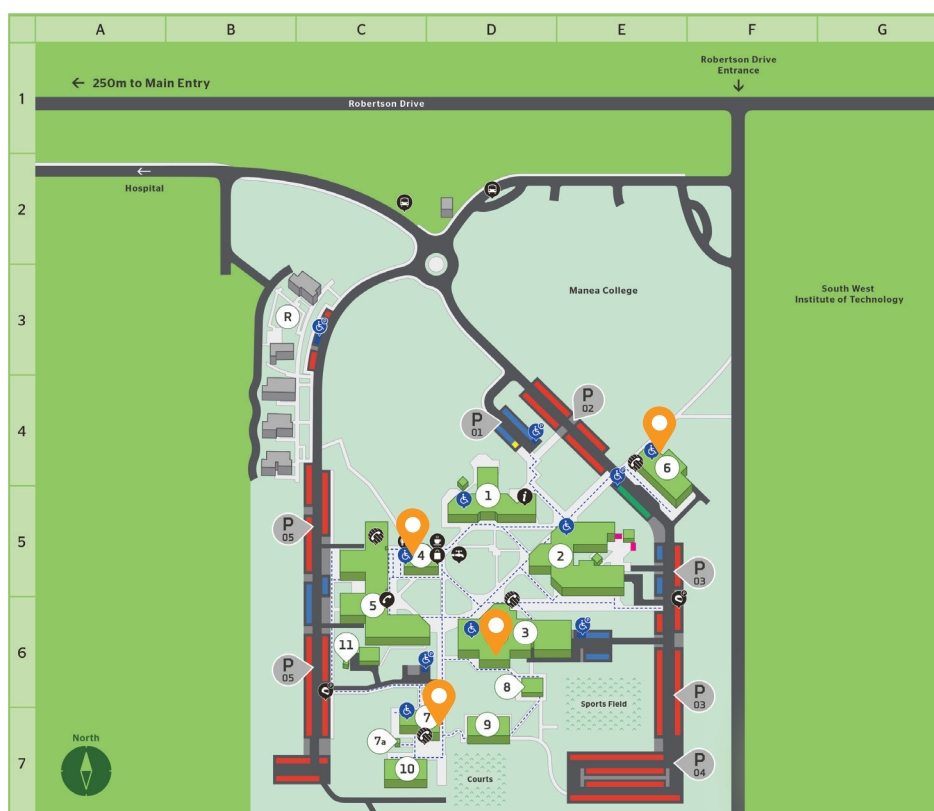 A B C D E F G
1
2
3
4
5
6
7
Robertson Drive
Entrance
← 250m to Main Entry
Robertson Drive
Hospital
Manea College
South West
Institute of Technology
R
P
01
P
02
6
1
i
P
05
4
2
P
03
5
3
11
P
05
8
P
03
Sports Field
7
9
7a
10
P
04
Courts
North